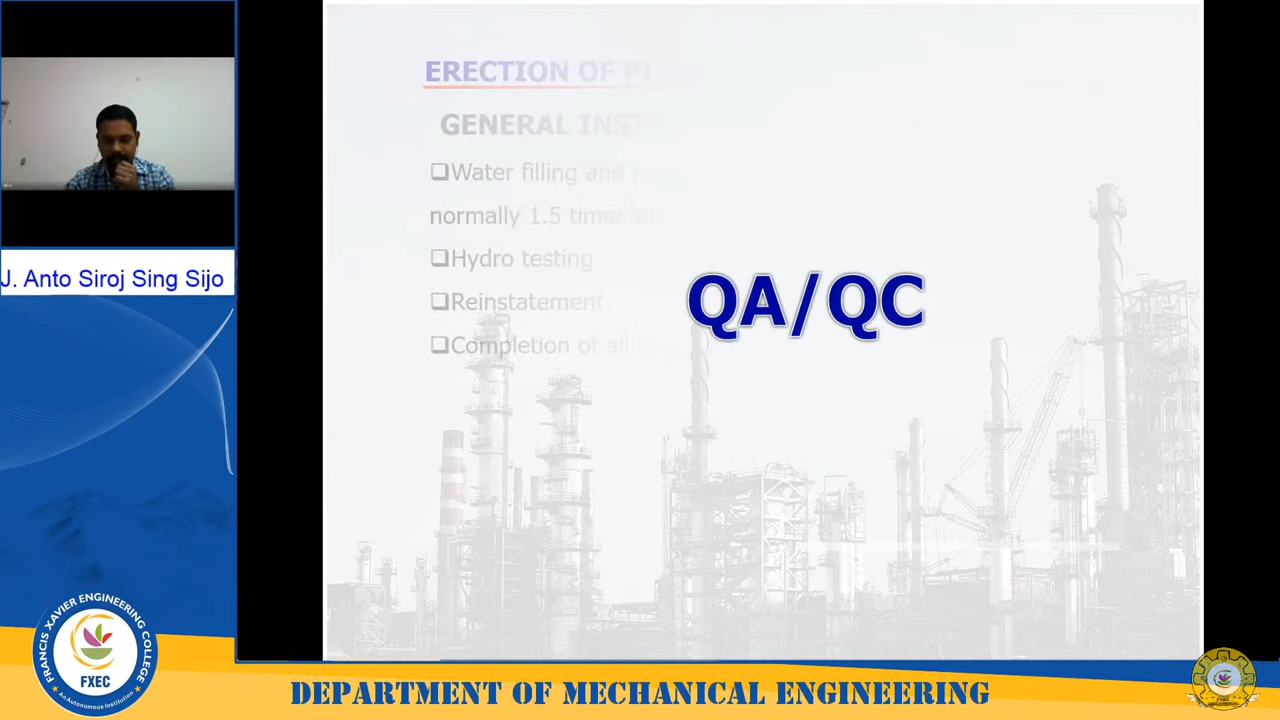 ERECTION OF
GENERAL
❑Water filling and
normally 1.5 times
❑Hydro testing
❑Reinstatement.
❑Completion of all
QA/QC
J. Anto Siroj Sing Sijo
FRANCIS XAVIER ENGINEERING COLLEGE
FXEC
An Autonomous Institution
DEPARTMENT OF MECHANICAL ENGINEERING